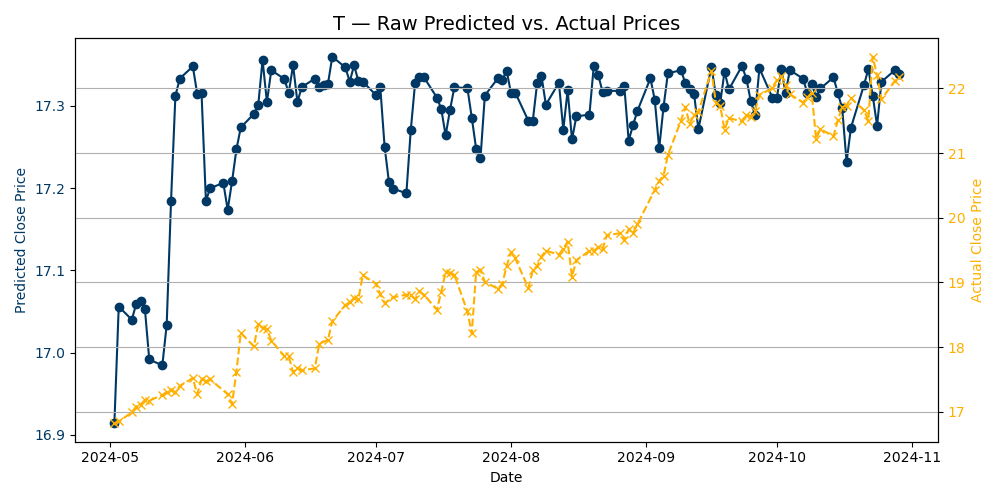 T — Raw Predicted vs. Actual Prices
Predicted Close Price
17.3
17.2
17.1
17.0
16.9
22
21
20
19
18
17
Actual Close Price
2024-05 2024-06 2024-07 2024-08 2024-09 2024-10 2024-11
Date